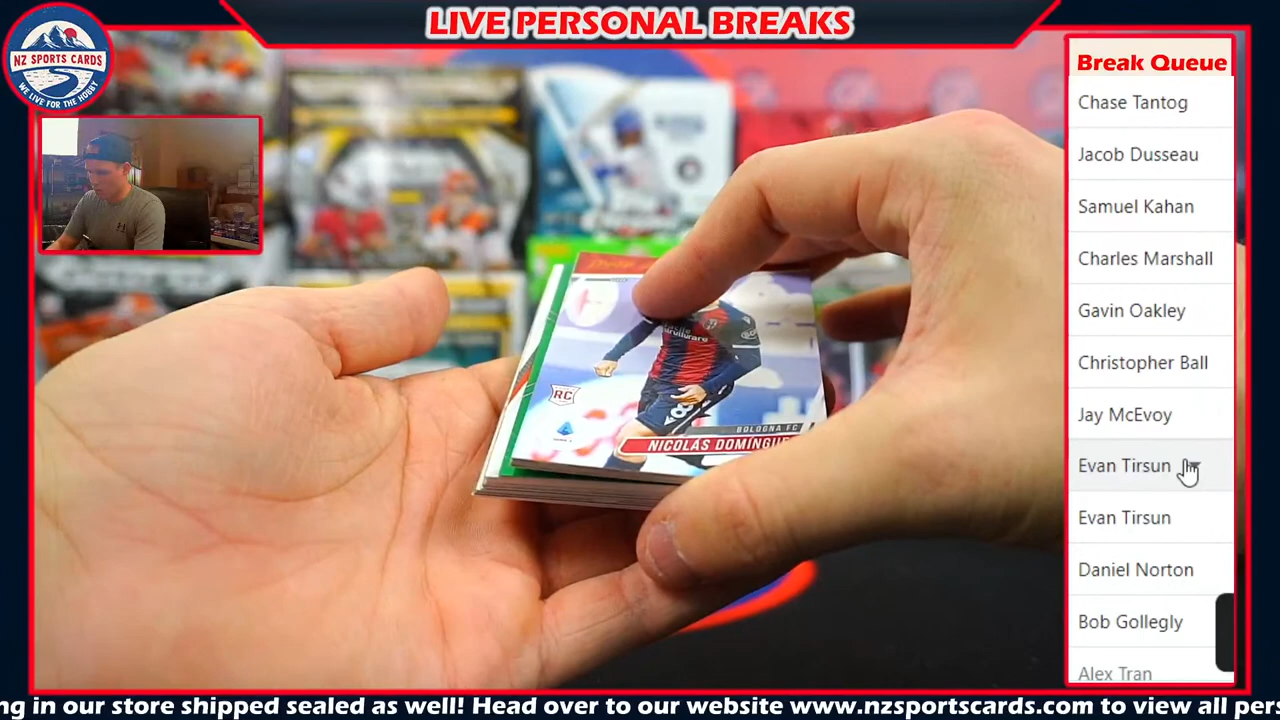 LIVE PERSONAL BREAKS
NZ SPORTS CARDS
WE LIVE FOR THE HOBBY
Break Queue
Chase Tantog
Jacob Dusseau
Samuel Kahan
Charles Marshall
Gavin Oakley
Christopher Ball
Jay McEvoy
Evan Tirsun
Evan Tirsun
Daniel Norton
Bob Gollegly
Alex Tran
RC
BOLOGNA FC
NICOLÁS DOMÍNGU
ng in our store shipped sealed as well! Head over to our website www.nzsportscards.com to view all pers